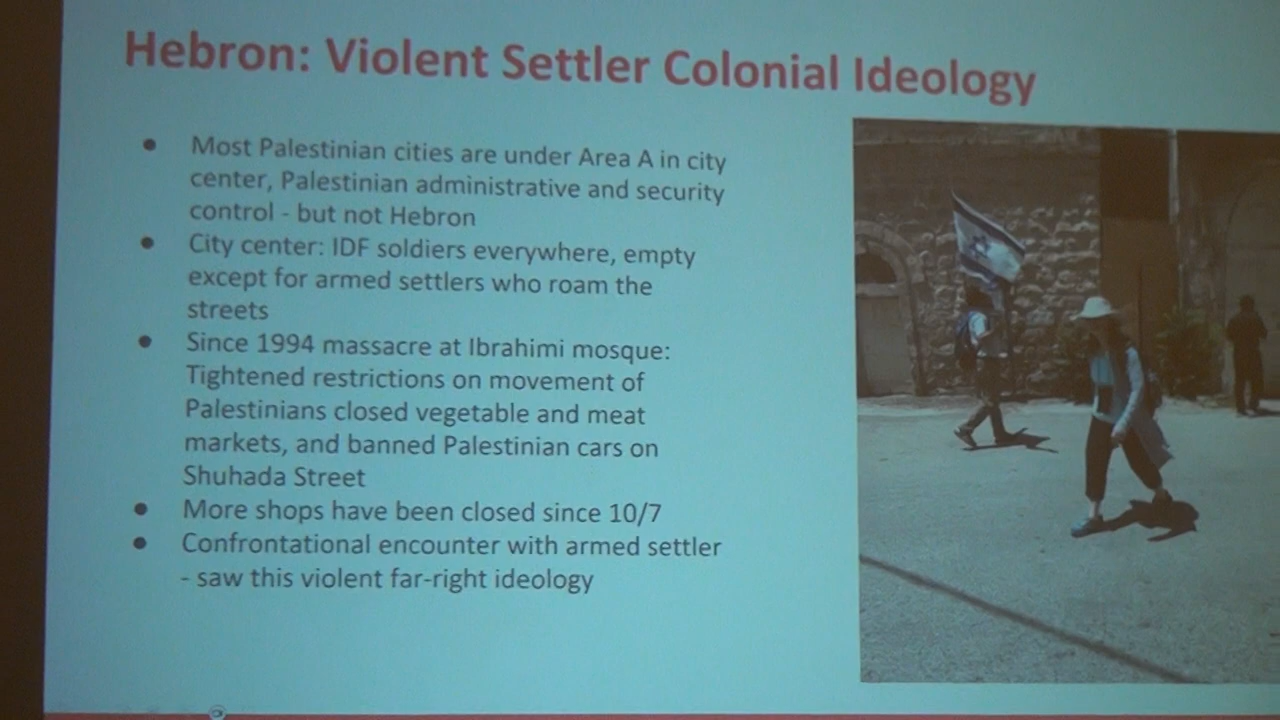 Hebron: Violent Settler Colonial Ideology
● Most Palestinian cities are under Area A in city
center, Palestinian administrative and security
control - but not Hebron
● City center: IDF soldiers everywhere, empty
except for armed settlers who roam the
streets
● Since 1994 massacre at Ibrahimi mosque:
Tightened restrictions on movement of
Palestinians closed vegetable and meat
markets, and banned Palestinian cars on
Shuhada Street
● More shops have been closed since 10/7
● Confrontational encounter with armed settler
- saw this violent far-right ideology